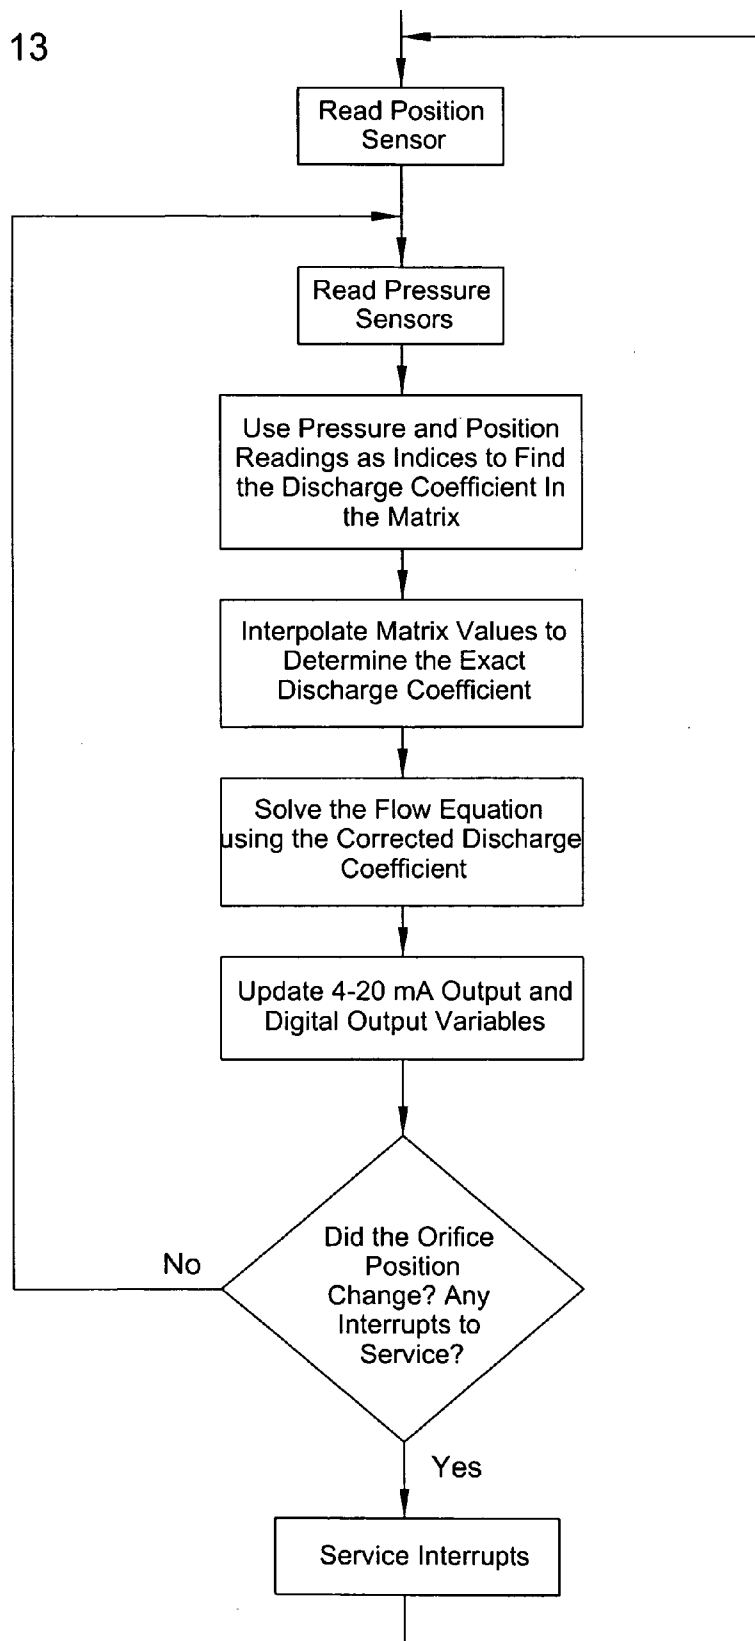 13
Read Position
Sensor
Read Pressure
Sensors
Use Pressure and Position
Readings as Indices to Find
the Discharge Coefficient In
the Matrix
Interpolate Matrix Values to
Determine the Exact
Discharge Coefficient
Solve the Flow Equation
using the Corrected Discharge
Coefficient
Update 4-20 mA Output and
Digital Output Variables
Did the Orifice
Position
Change? Any
Interrupts to
Service?
No
Yes
Service Interrupts